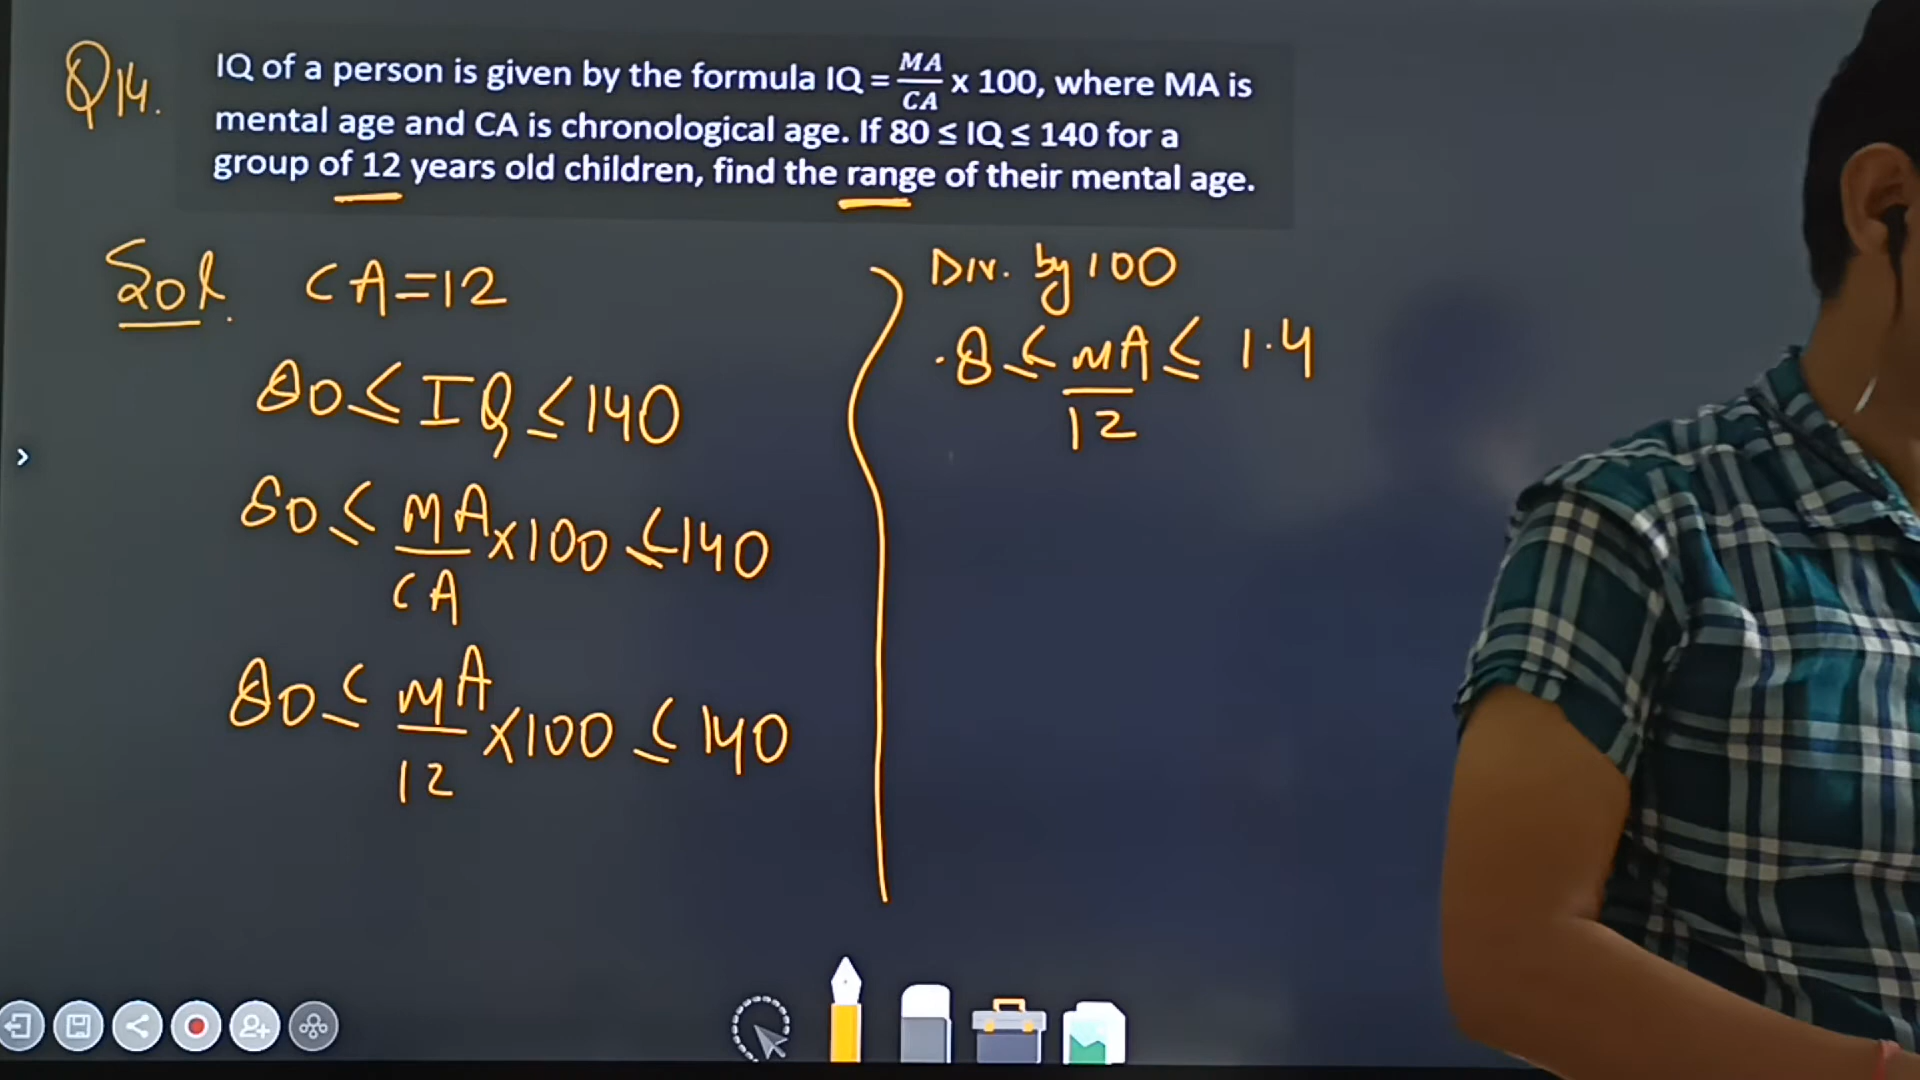 Q14.
IQ of a person is given by the formula IQ = MA/CA x 100, where MA is
mental age and CA is chronological age. If 80 ≤ IQ ≤ 140 for a
group of 12 years old children, find the range of their mental age.
Sol. CA=12
80 ≤ IQ ≤ 140
80 ≤ MA/CA x100 ≤ 140
80 ≤ MA/12 x100 ≤ 140
Div. by 100
.8 ≤ MA/12 ≤ 1.4